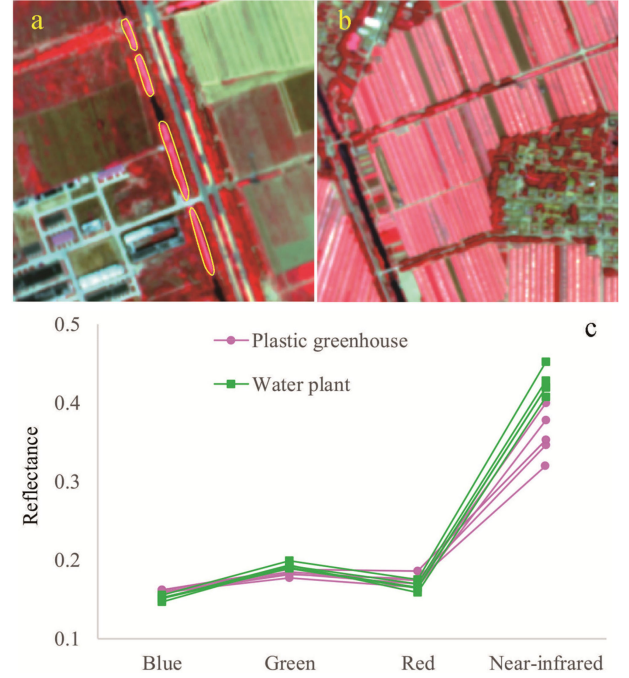 a
b
c
0.5
Plastic greenhouse
Water plant
0.4
Reflectance
0.3
0.2
0.1
Blue Green Red Near-infrared